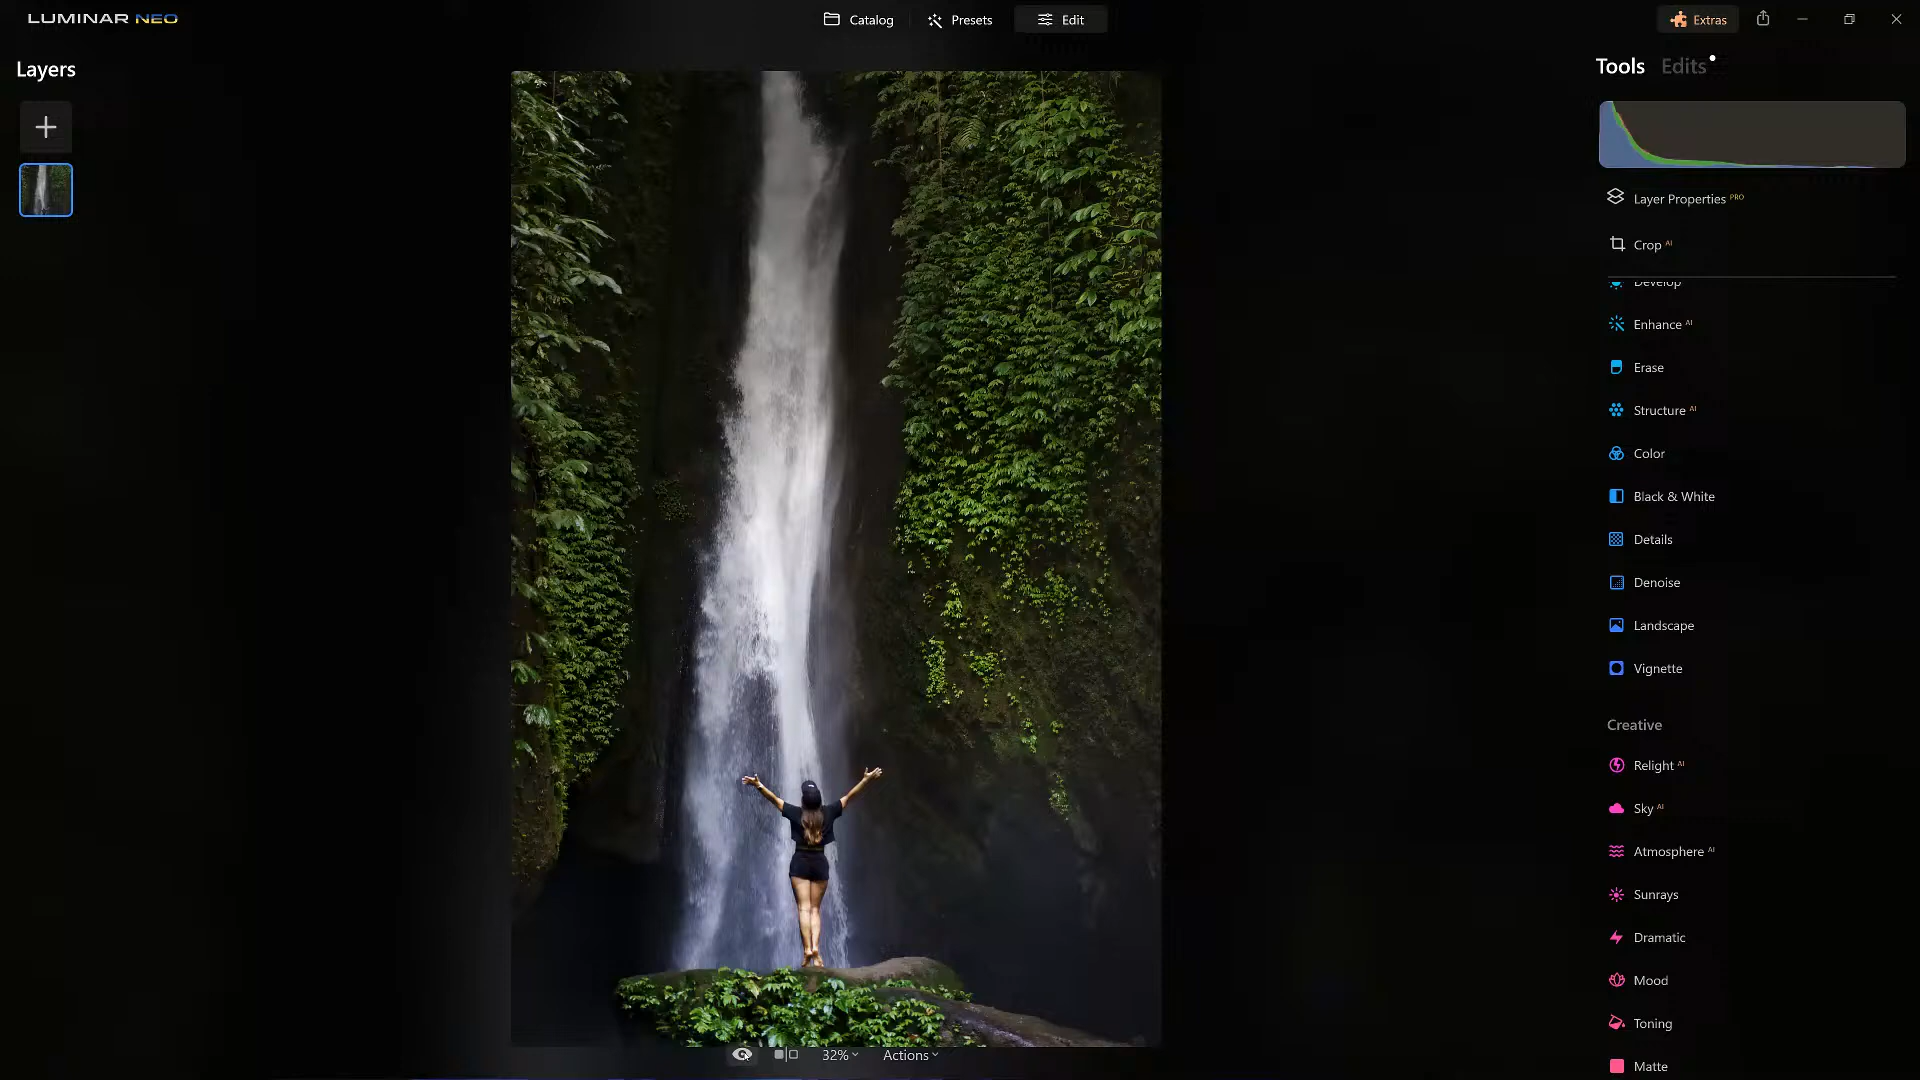 LUMINAR NEO
Catalog
Presets
Edit
Extras
Layers
Tools
Edits
Layer Properties PRO
Crop AI
Develop
Enhance AI
Erase
Structure AI
Color
Black & White
Details
Denoise
Landscape
Vignette
Creative
Relight AI
Sky AI
Atmosphere AI
Sunrays
Dramatic
Mood
Toning
Matte
32%
Actions